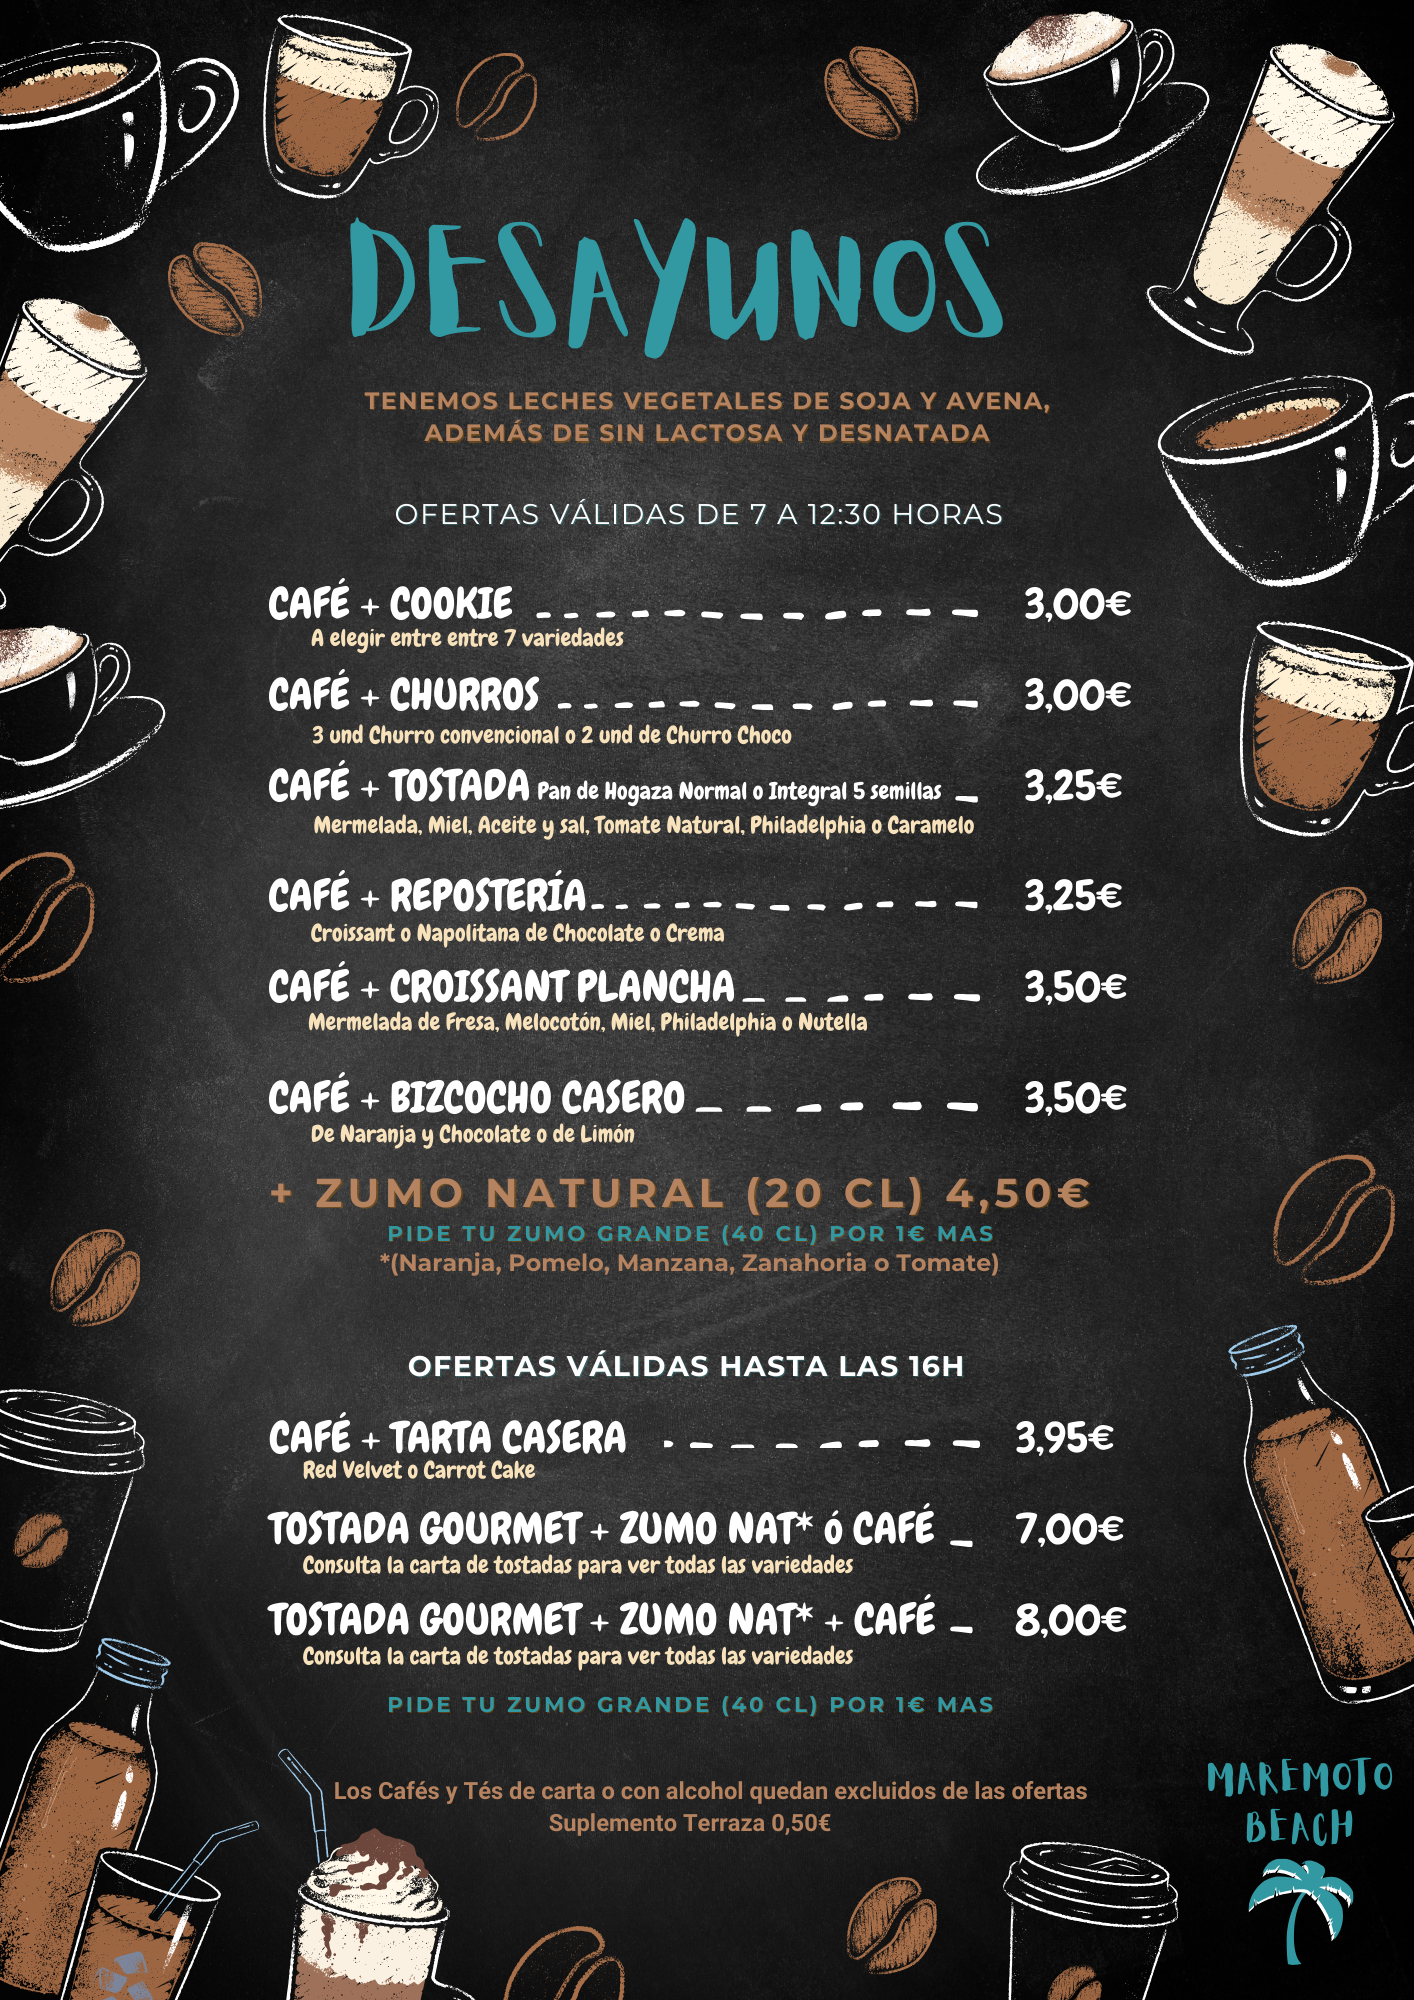 DESAYUNOS
TENEMOS LECHES VEGETALES DE SOJA Y AVENA,
ADEMÁS DE SIN LACTOSA Y DESNATADA
OFERTAS VÁLIDAS DE 7 A 12:30 HORAS
CAFÉ + COOKIE 3,00€
A elegir entre entre 7 variedades
CAFÉ + CHURROS 3,00€
3 und Churro convencional o 2 und de Churro Choco
CAFÉ + TOSTADA Pan de Hogaza Normal o Integral 5 semillas 3,25€
Mermelada, Miel, Aceite y sal, Tomate Natural, Philadelphia o Caramelo
CAFÉ + REPOSTERÍA 3,25€
Croissant o Napolitana de Chocolate o Crema
CAFÉ + CROISSANT PLANCHA 3,50€
Mermelada de Fresa, Melocotón, Miel, Philadelphia o Nutella
CAFÉ + BIZCOCHO CASERO 3,50€
De Naranja y Chocolate o de Limón
+ ZUMO NATURAL (20 CL) 4,50€
PIDE TU ZUMO GRANDE (40 CL) POR 1€ MAS
*(Naranja, Pomelo, Manzana, Zanahoria o Tomate)
OFERTAS VÁLIDAS HASTA LAS 16H
CAFÉ + TARTA CASERA 3,95€
Red Velvet o Carrot Cake
TOSTADA GOURMET + ZUMO NAT* ó CAFÉ 7,00€
Consulta la carta de tostadas para ver todas las variedades
TOSTADA GOURMET + ZUMO NAT* + CAFÉ 8,00€
Consulta la carta de tostadas para ver todas las variedades
PIDE TU ZUMO GRANDE (40 CL) POR 1€ MAS
Los Cafés y Tés de carta o con alcohol quedan excluidos de las ofertas
Suplemento Terraza 0,50€
MAREMOTO
BEACH